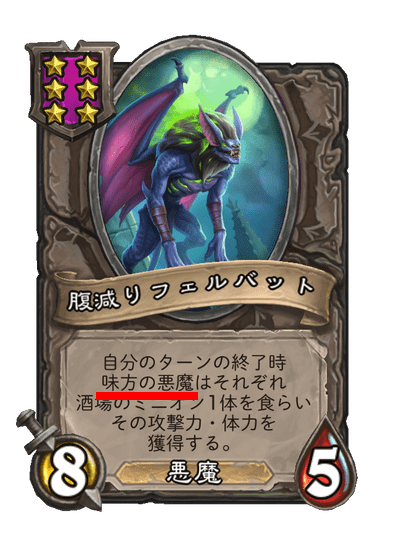 腹減りフェルバット
自分のターンの終了時
味方の悪魔はそれぞれ
酒場のミニオン1体を食らい
その攻撃力・体力を
獲得する。
8
悪魔
5